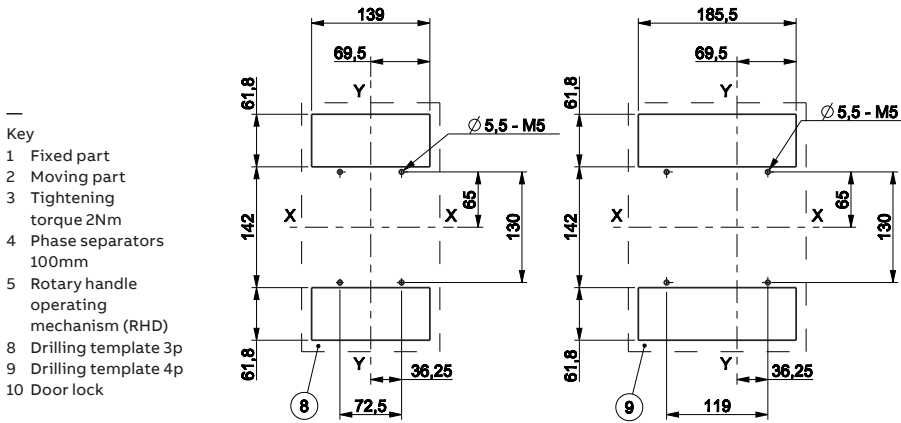 —
Key
1 Fixed part
2 Moving part
3 Tightening
torque 2Nm
4 Phase separators
100mm
5 Rotary handle
operating
mechanism (RHD)
8 Drilling template 3p
9 Drilling template 4p
10 Door lock
139
69,5
61,8
Y
Ø 5,5 - M5
142
X
X
65
130
61,8
Y
36,25
8
72,5
185,5
69,5
61,8
Y
Ø 5,5 - M5
142
X
X
65
130
61,8
Y
36,25
9
119